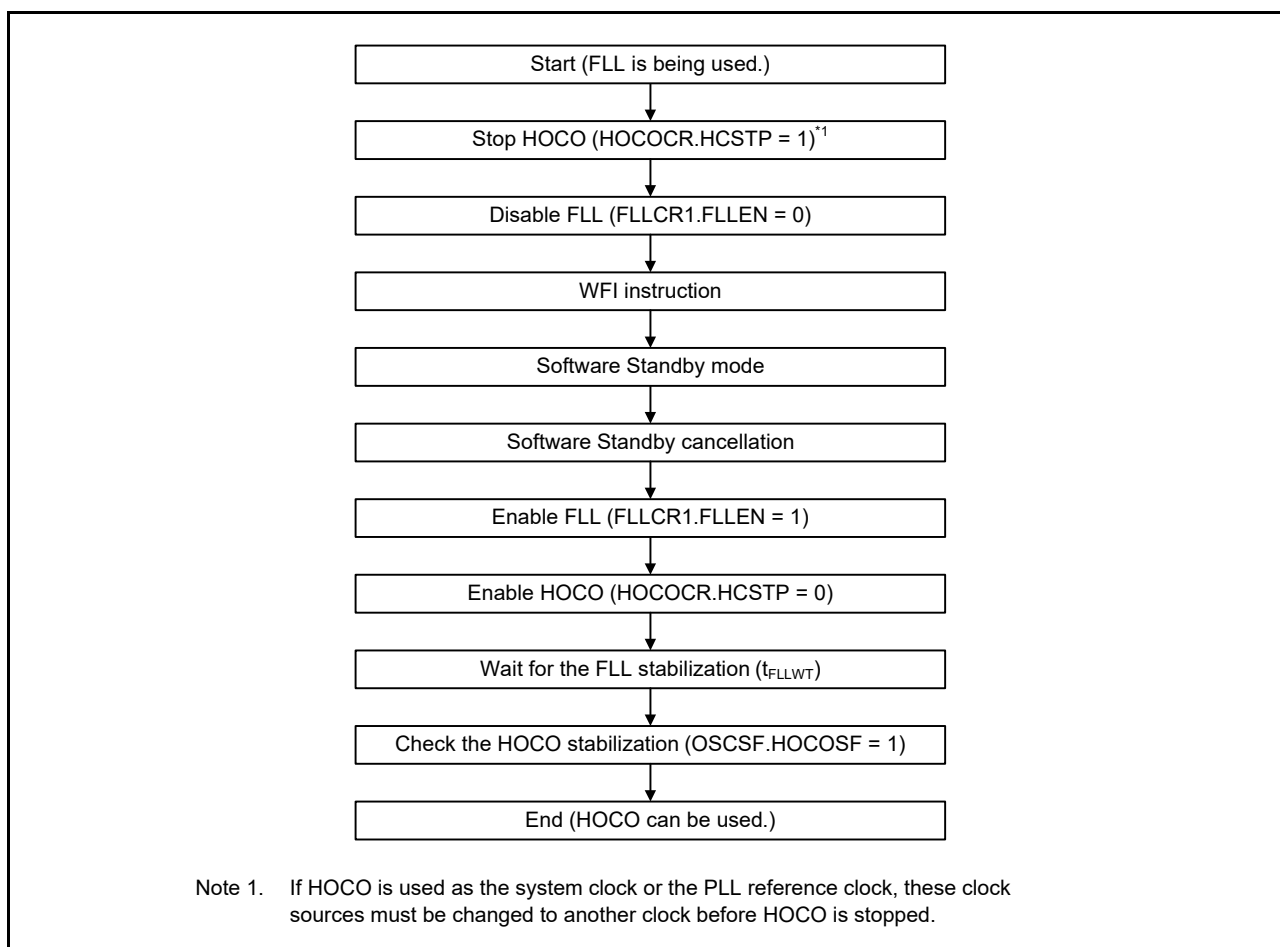 Start (FLL is being used.)
Stop HOCO (HOCOCR.HCSTP = 1)*1
Disable FLL (FLLCR1.FLLEN = 0)
WFI instruction
Software Standby mode
Software Standby cancellation
Enable FLL (FLLCR1.FLLEN = 1)
Enable HOCO (HOCOCR.HCSTP = 0)
Wait for the FLL stabilization (tFLLWT)
Check the HOCO stabilization (OSCSF.HOCOSF = 1)
End (HOCO can be used.)
Note 1. If HOCO is used as the system clock or the PLL reference clock, these clock
sources must be changed to another clock before HOCO is stopped.